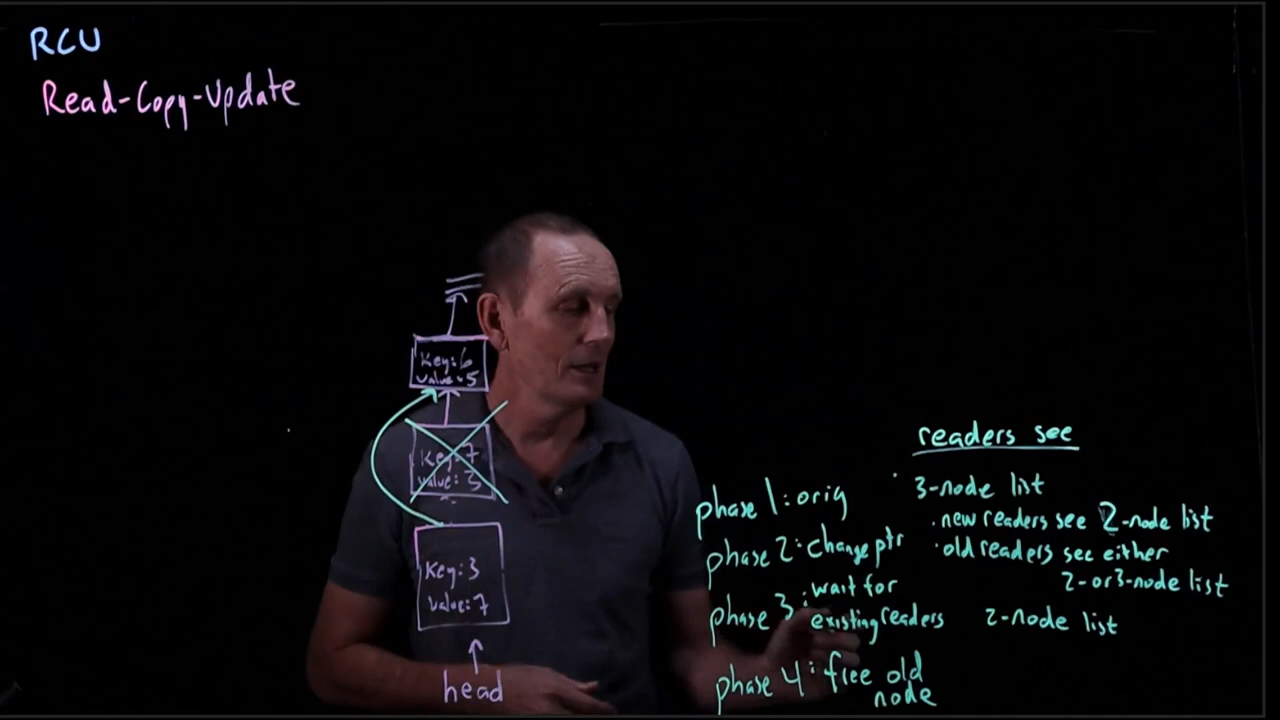 RCU
Read-Copy-Update
Key: 6
value: 5
Key: 7
value: 3
Key: 3
value: 7
head
readers see
phase 1: orig
3-node list
phase 2: change ptr
. new readers see 2-node list
. old readers see either
2- or 3-node list
phase 3: wait for
existing readers
2-node list
phase 4: free old
node